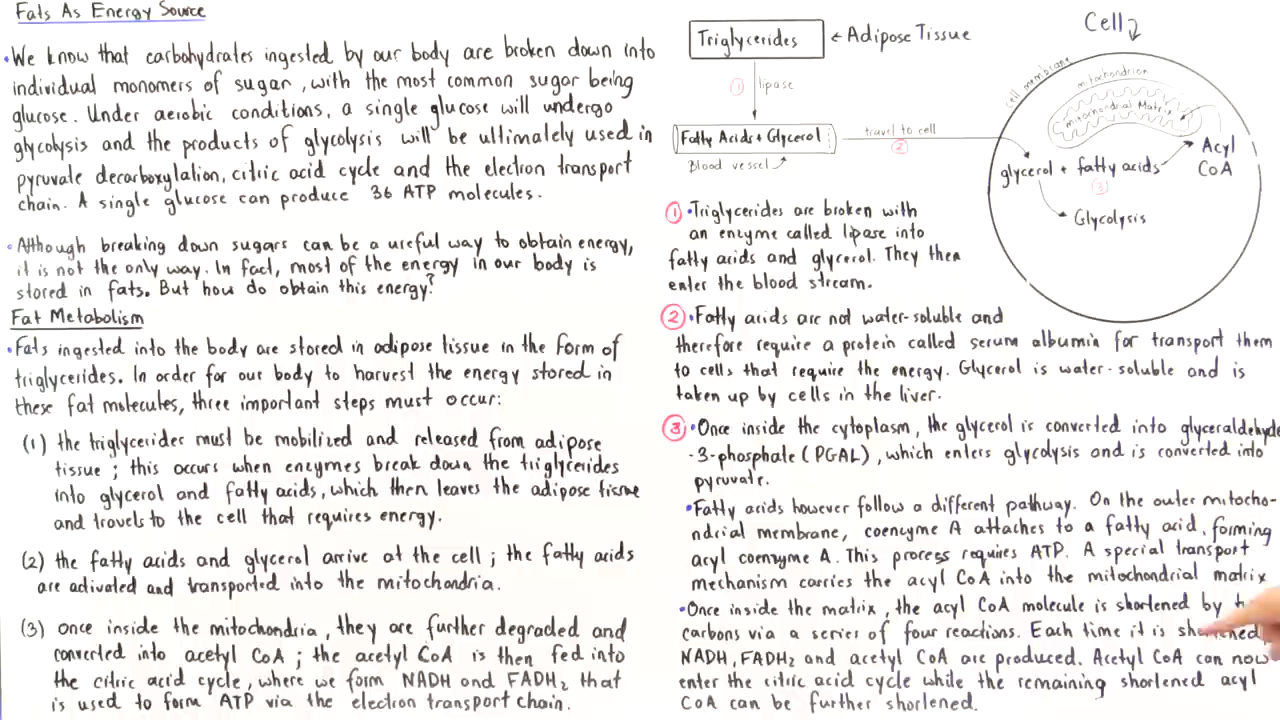 Fats As Energy Source
• We know that carbohydrates ingested by our body are broken down into
individual monomers of sugar, with the most common sugar being
glucose. Under aerobic conditions, a single glucose will undergo
glycolysis and the products of glycolysis will be ultimately used in
pyruvate decarboxylation, citric acid cycle and the electron transport
chain. A single glucose can produce 36 ATP molecules.
• Although breaking down sugars can be a useful way to obtain energy,
it is not the only way. In fact, most of the energy in our body is
stored in fats. But how do obtain this energy?
Fat Metabolism
• Fats ingested into the body are stored in adipose tissue in the form of
triglycerides. In order for our body to harvest the energy stored in
these fat molecules, three important steps must occur:
(1) the triglycerides must be mobilized and released from adipose
tissue; this occurs when enzymes break down the triglycerides
into glycerol and fatty acids, which then leaves the adipose tissue
and travels to the cell that requires energy.
(2) the fatty acids and glycerol arrive at the cell; the fatty acids
are activated and transported into the mitochondria.
(3) once inside the mitochondria, they are further degraded and
converted into acetyl CoA; the acetyl CoA is then fed into
the citric acid cycle, where we form NADH and FADH₂ that
is used to form ATP via the electron transport chain.
Triglycerides ← Adipose Tissue
① lipase
Fatty Acids + Glycerol
Blood vessel
travel to cell
②
Cell
cell membrane
mitochondrion
mitochondrial Matrix
Acyl
CoA
glycerol + fatty acids
③
Glycolysis
① • Triglycerides are broken with
an enzyme called lipase into
fatty acids and glycerol. They then
enter the blood stream.
② • Fatty acids are not water-soluble and
therefore require a protein called serum albumin for transport them
to cells that require the energy. Glycerol is water-soluble and is
taken up by cells in the liver.
③ • Once inside the cytoplasm, the glycerol is converted into glyceraldehyde
-3-phosphate (PGAL), which enters glycolysis and is converted into
pyruvate.
• Fatty acids however follow a different pathway. On the outer mitocho-
ndrial membrane, coenzyme A attaches to a fatty acid, forming
acyl coenzyme A. This process requires ATP. A special transport
mechanism carries the acyl CoA into the mitochondrial matrix
• Once inside the matrix, the acyl CoA molecule is shortened by
carbons via a series of four reactions. Each time it is shortened,
NADH, FADH₂ and acetyl CoA are produced. Acetyl CoA can now
enter the citric acid cycle while the remaining shortened acyl
CoA can be further shortened.